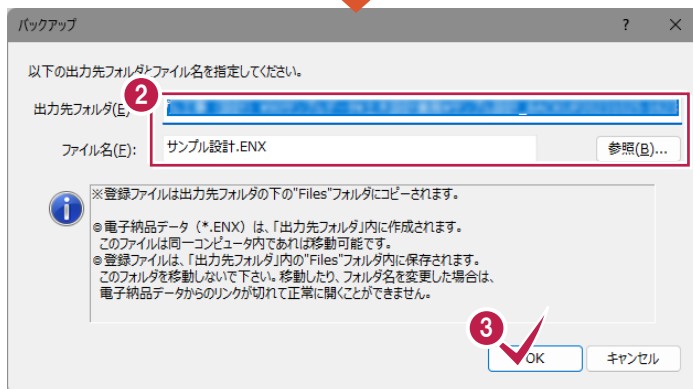 バックアップ
? ×
以下の出力先フォルダとファイル名を指定してください。
2
出力先フォルダ(E)
ファイル名(F):
サンプル設計.ENX
参照(B)...
※登録ファイルは出力先フォルダの下の"Files"フォルダにコピーされます。
◎電子納品データ (*.ENX) は、「出力先フォルダ」内に作成されます。
このファイルは同一コンピュータ内であれば移動可能です。
◎登録ファイルは、「出力先フォルダ」内の"Files"フォルダ内に保存されます。
このフォルダを移動しないで下さい。移動したり、フォルダ名を変更した場合は、
電子納品データからのリンクが切れて正常に開くことができません。
3
OK
キャンセル